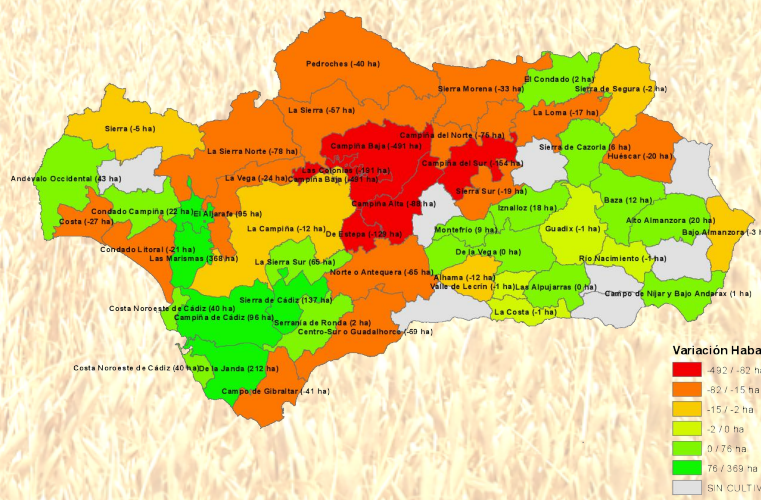 Pedroches (-40 ha)
El Condado (2 ha)
Sierra Morena (-33 ha)
Sierra de Segura (-2 ha)
La Sierra (-57 ha)
La Loma (-17 ha)
Sierra (-5 ha)
Campiña del Norte (-75 ha)
Campiña Baja (-491 ha)
La Sierra Norte (-78 ha)
Sierra de Cazorla (6 ha)
Huéscar (-20 ha)
Campiña del Sur (-154 ha)
Las Colonias (-191 ha)
Andévalo Occidental (43 ha)
La Vega (-24 ha)
Campiña Baja
Sierra Sur (-19 ha)
Baza (12 ha)
Campiña Alta
Iznalloz (18 ha)
Condado Campiña (22 ha)
El Aljarafe (95 ha)
Costa (-27 ha)
Alto Almanzora (20 ha)
La Campiña (-12 ha)
Montefrío (9 ha)
Guadix (-1 ha)
De Estepa (-129 ha)
Bajo Almanzora (-3 h
Condado Litoral (-21 ha)
De la Vega (0 ha)
Las Marismas (368 ha)
Río Nacimiento (-1 ha)
La Sierra Sur (65 ha)
Norte o Antequera (-65 ha)
Alhama (-12 ha)
Valle de Lecrín (-1 ha)
Las Alpujarras (0 ha)
Campo de Níjar y Bajo Andarax (1 ha)
Sierra de Cádiz (137 ha)
Costa Noroeste de Cádiz (40 ha)
La Costa (-1 ha)
Campiña de Cádiz (95 ha)
Serranía de Ronda (2 ha)
Centro-Sur o Guadalhorce (-59 ha)
Costa Noroeste de Cádiz (40 ha)
De la Janda (212 ha)
Campo de Gibraltar (-41 ha)
Variación Haba
-492 / -82 ha
-82 / -15 ha
-15 / -2 ha
-2 / 0 ha
0 / 76 ha
76 / 369 ha
SIN CULTIV